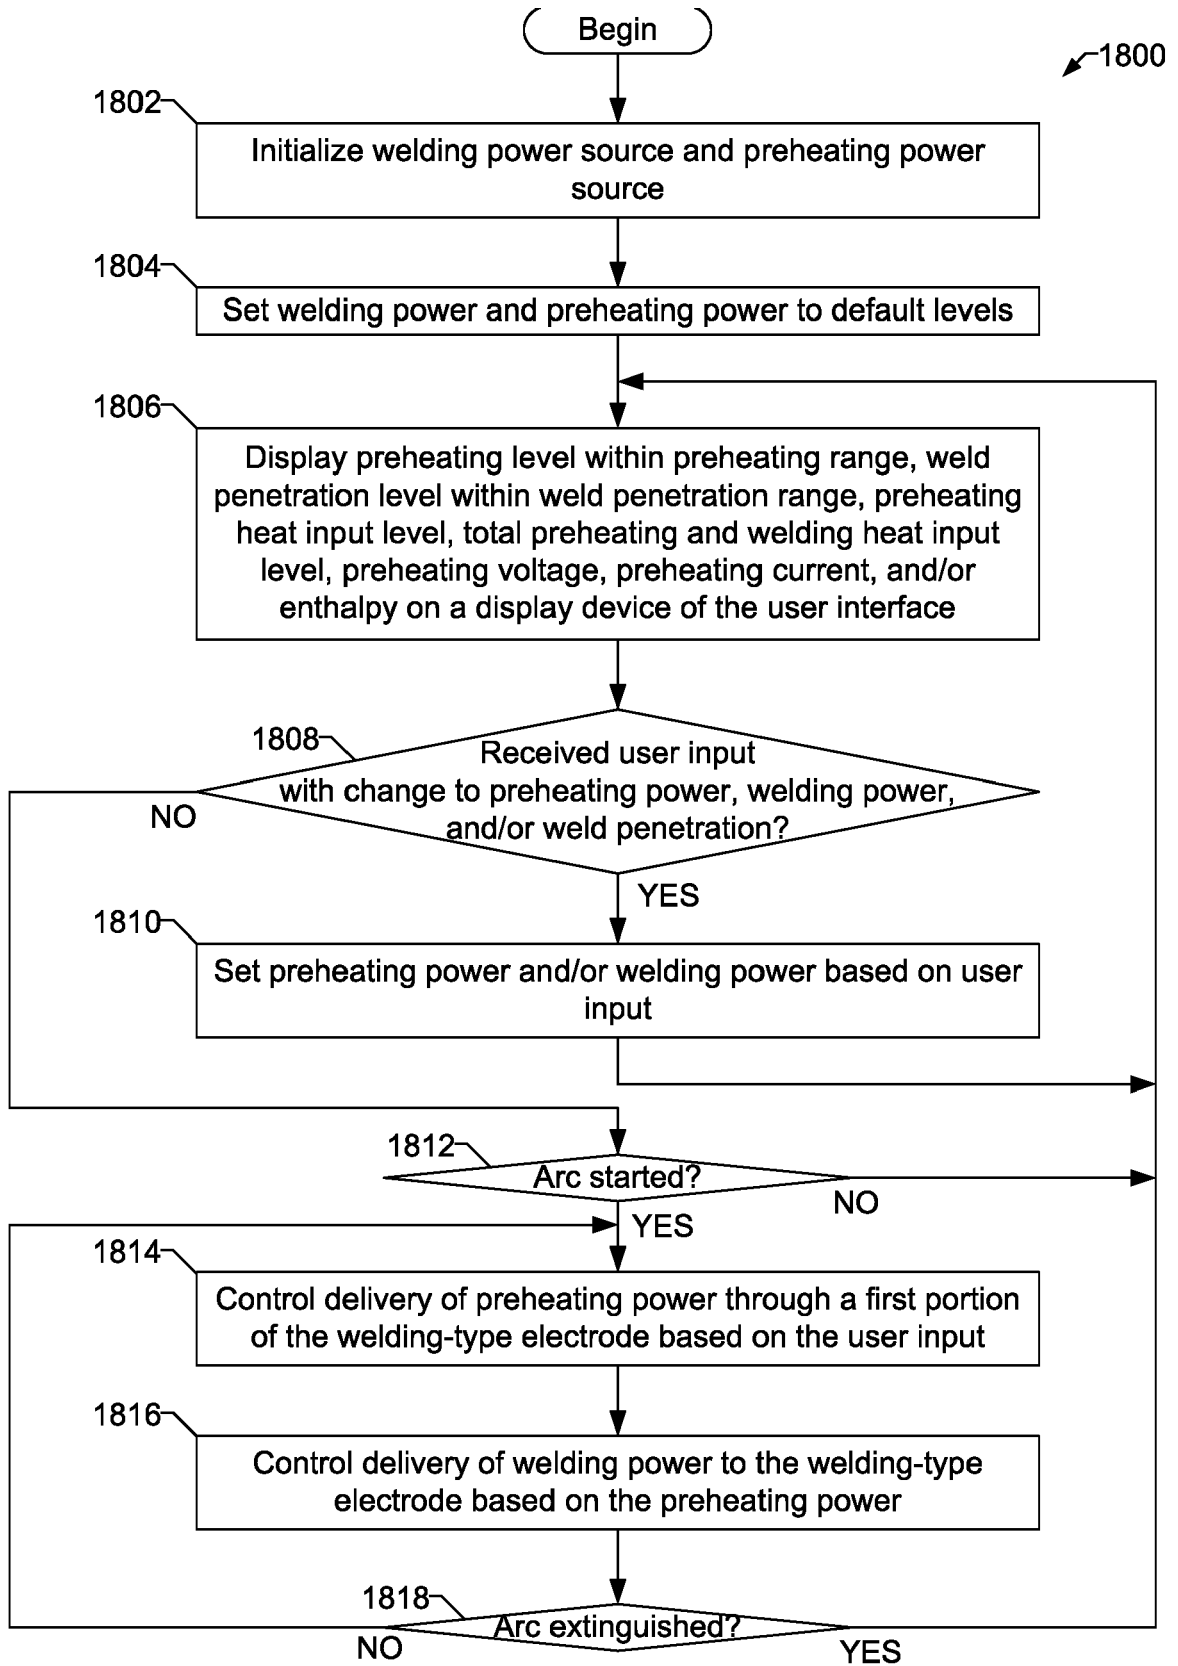 Begin
1800
1802
Initialize welding power source and preheating power
source
1804
Set welding power and preheating power to default levels
1806
Display preheating level within preheating range, weld
penetration level within weld penetration range, preheating
heat input level, total preheating and welding heat input
level, preheating voltage, preheating current, and/or
enthalpy on a display device of the user interface
1808
Received user input
with change to preheating power, welding power,
and/or weld penetration?
NO
YES
1810
Set preheating power and/or welding power based on user
input
1812
Arc started?
NO
YES
1814
Control delivery of preheating power through a first portion
of the welding-type electrode based on the user input
1816
Control delivery of welding power to the welding-type
electrode based on the preheating power
1818
Arc extinguished?
NO
YES